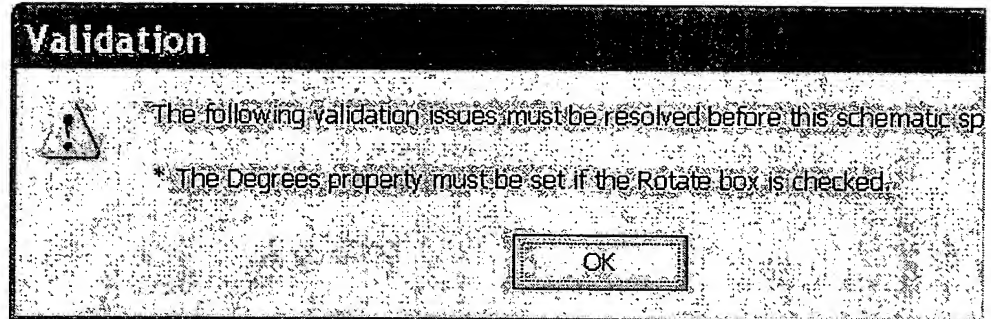 Validation
The following validation issues must be resolved before this schematic sp
* The Degrees property must be set if the Rotate box is checked.
OK